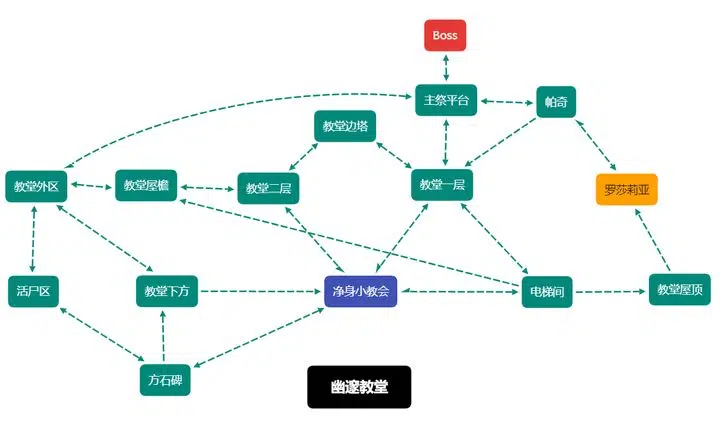 Boss
主祭平台
帕奇
教堂边塔
教堂外区
教堂屋檐
教堂二层
教堂一层
罗莎莉亚
活尸区
教堂下方
净身小教会
电梯间
教堂屋顶
方石碑
幽邃教堂